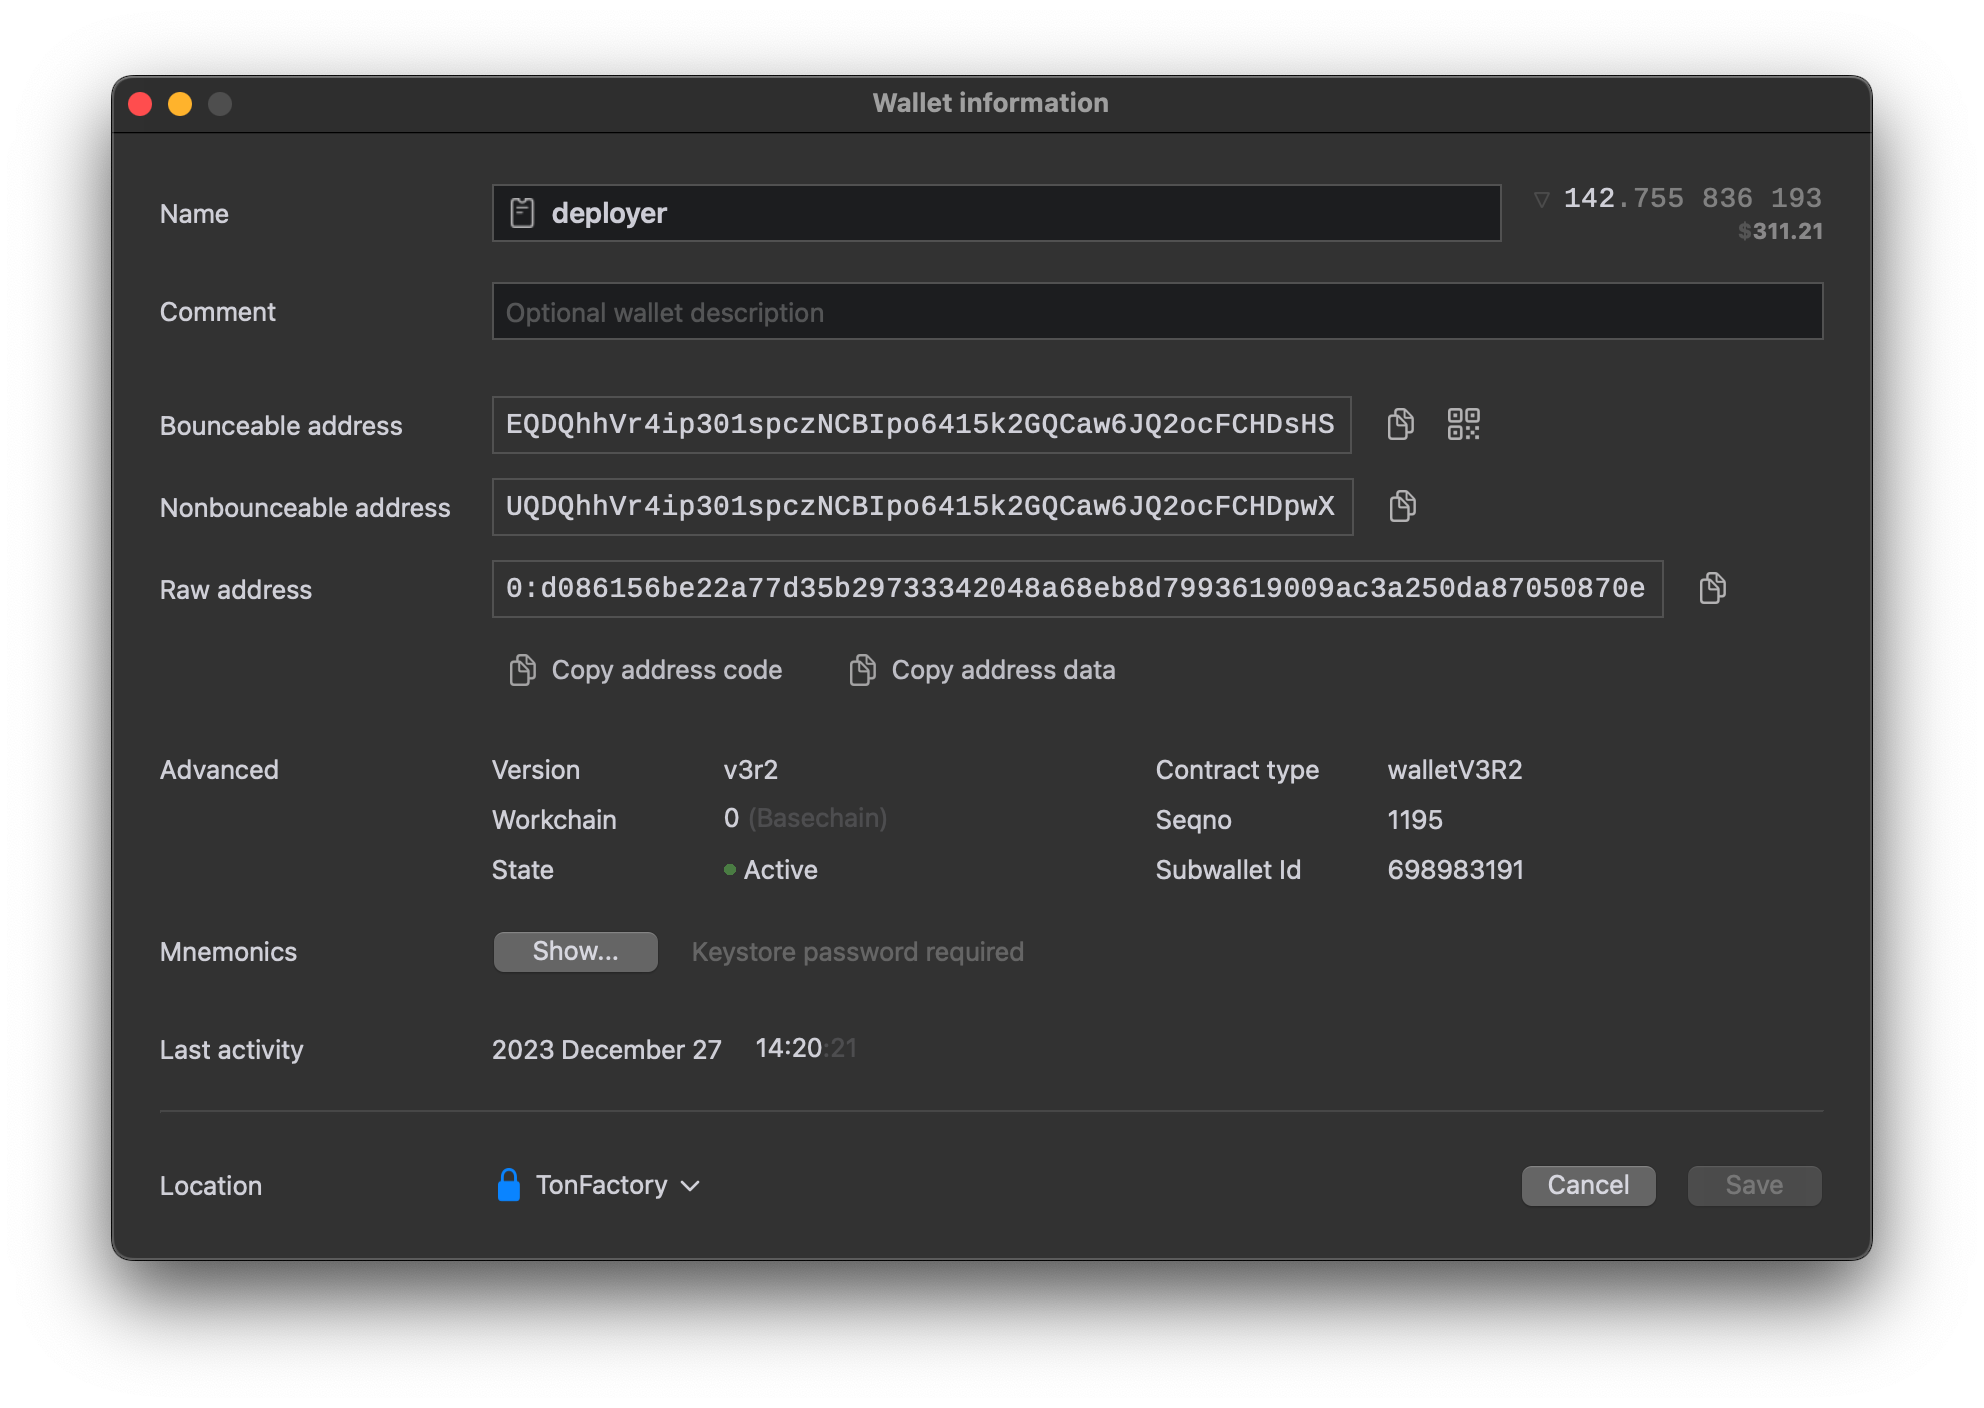 Wallet information
Name
deployer
▽ 142.755 836 193
$311.21
Comment
Optional wallet description
Bounceable address
EQDQhhVr4ip301spczNCBIpo6415k2GQCaw6JQ2ocFCHDsHS
Nonbounceable address
UQDQhhVr4ip301spczNCBIpo6415k2GQCaw6JQ2ocFCHDpwX
Raw address
0:d086156be22a77d35b29733342048a68eb8d7993619009ac3a250da87050870e
Copy address code
Copy address data
Advanced
Version
v3r2
Contract type
walletV3R2
Workchain
0 (Basechain)
Seqno
1195
State
Active
Subwallet Id
698983191
Mnemonics
Show...
Keystore password required
Last activity
2023 December 27
14:20:21
Location
TonFactory
Cancel
Save